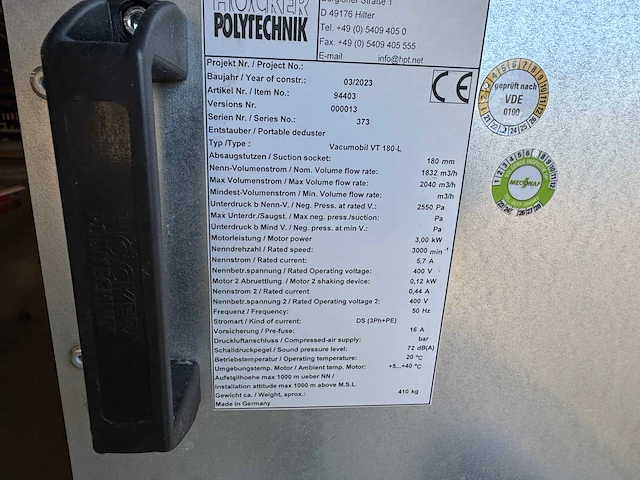 HÖCKER
POLYTECHNIK
Borgloher Straße 1
D 49176 Hilter
Tel. +49 (0) 5409 405 0
Fax. +49 (0) 5409 405 555
E-mail info@hpt.net
Projekt Nr. / Project No.:
Baujahr / Year of constr.: 03/2023
Artikel Nr. / Item No.: 94403
Versions Nr. 000013
Serien Nr. / Series No.: 373
Entstauber / Portable deduster
Typ /Type : Vacumobil VT 180-L
Absaugstutzen / Suction socket: 180 mm
Nenn-Volumenstrom / Nom. Volume flow rate: 1832 m3/h
Max Volumenstrom / Max Volume flow rate: 2040 m3/h
Mindest-Volumenstrom / Min. Volume flow rate: m3/h
Unterdruck b Nenn-V. / Neg. Press. at rated V.: 2550 Pa
Max Unterdr./Saugst. / Max neg. press./suction: Pa
Unterdruck b Mind V. / Neg. press. at min V.: Pa
Motorleistung / Motor power 3,00 kW
Nenndrehzahl / Rated speed: 3000 min⁻¹
Nennstrom / Rated current: 5,7 A
Nennbetr.spannung / Rated Operating voltage: 400 V
Motor 2 Abruettlung / Motor 2 shaking device: 0,12 kW
Nennstrom 2 / Rated current 0,44 A
Nennbetr.spannung 2 / Rated Operating voltage 2: 400 V
Frequenz / Frequency: 50 Hz
Stromart / Kind of current: DS (3Ph+PE)
Vorsicherung / Pre-fuse: 16 A
Druckluftanschluss / Compressed-air supply: bar
Schalldruckpegel / Sound pressure level: 72 dB(A)
Betriebstemperatur / Operating temperature: 20 °C
Umgebungstemp. Motor / Ambient temp. Motor: +5...+40 °C
Aufstellhoehe max 1000 m ueber NN /
Installation attitude max 1000 m above M.S.L
Gewicht ca. / Weight, aprox.: 410 kg
Made in Germany
CE
geprüft nach
VDE
0100